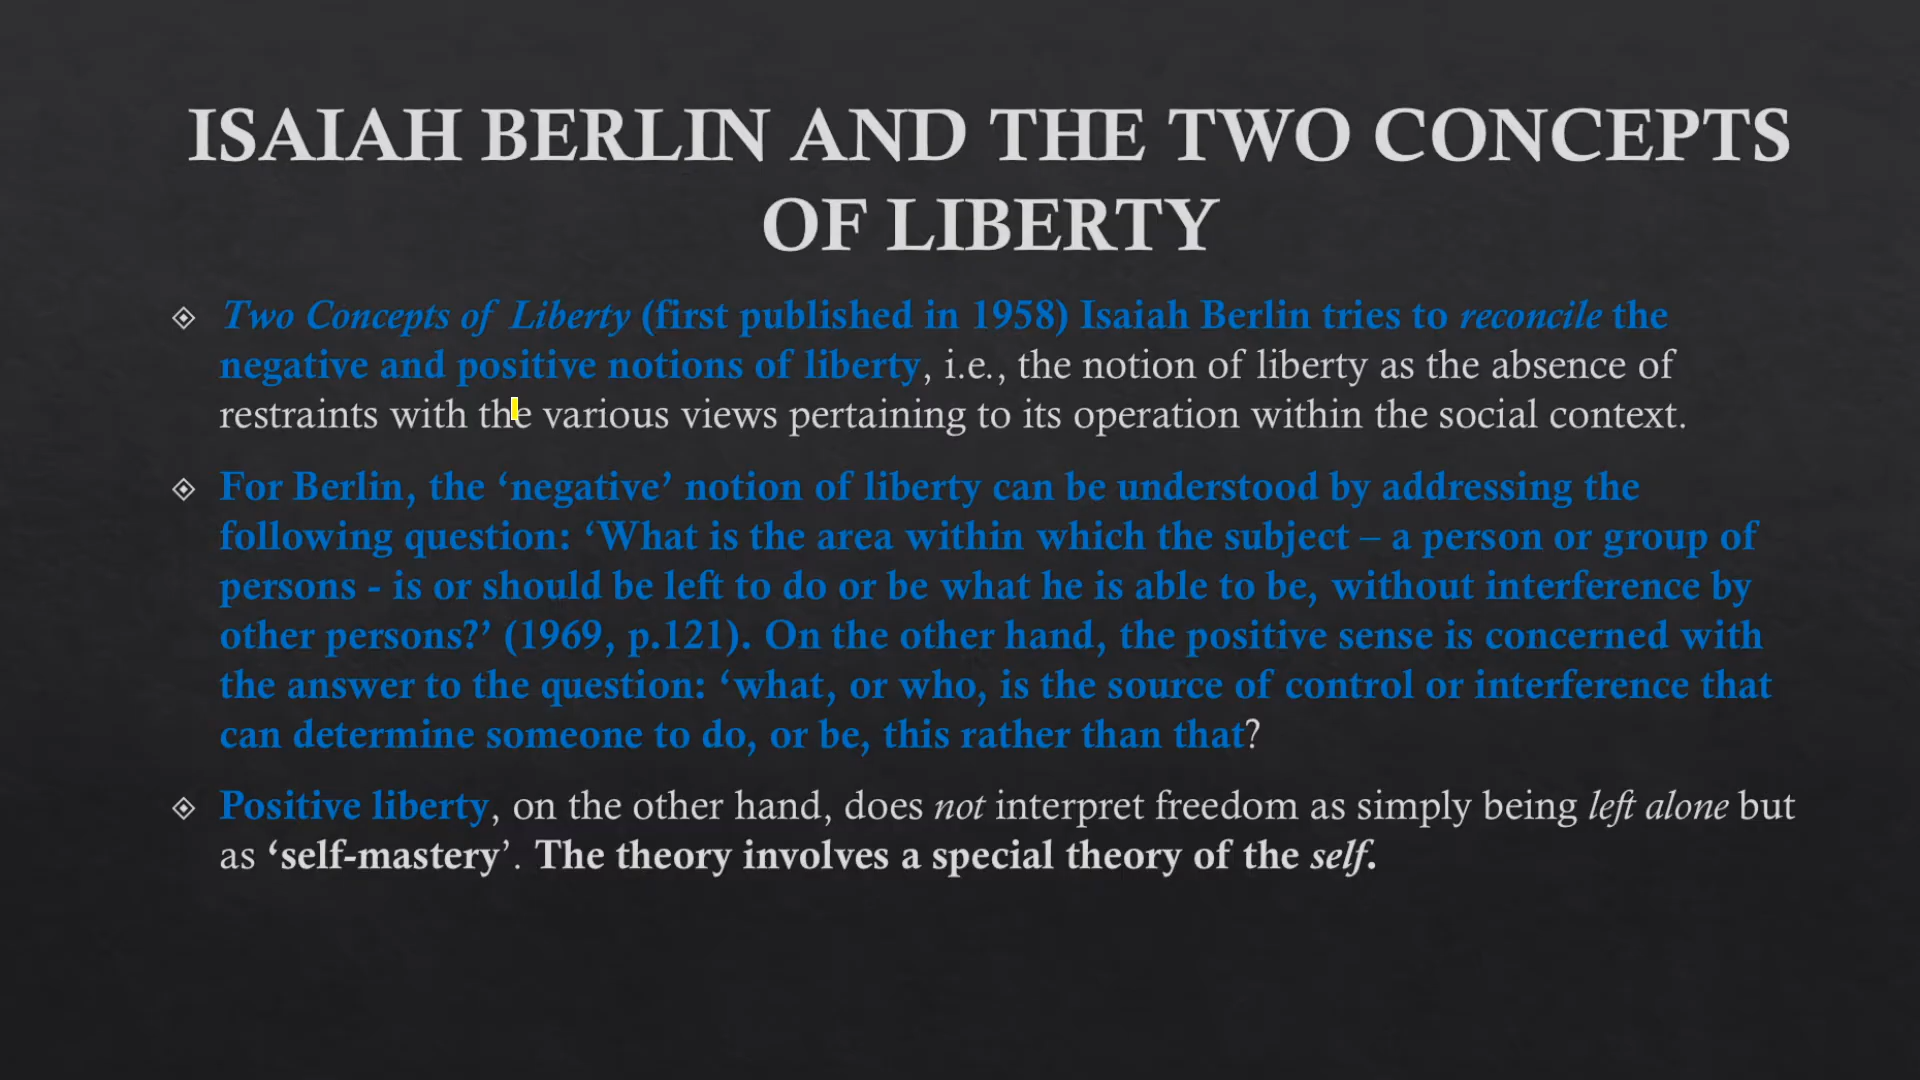 ISAIAH BERLIN AND THE TWO CONCEPTS
OF LIBERTY
Two Concepts of Liberty (first published in 1958) Isaiah Berlin tries to reconcile the
negative and positive notions of liberty, i.e., the notion of liberty as the absence of
restraints with the various views pertaining to its operation within the social context.
For Berlin, the ‘negative’ notion of liberty can be understood by addressing the
following question: ‘What is the area within which the subject – a person or group of
persons - is or should be left to do or be what he is able to be, without interference by
other persons?’ (1969, p.121). On the other hand, the positive sense is concerned with
the answer to the question: ‘what, or who, is the source of control or interference that
can determine someone to do, or be, this rather than that?
Positive liberty, on the other hand, does not interpret freedom as simply being left alone but
as ‘self-mastery’. The theory involves a special theory of the self.